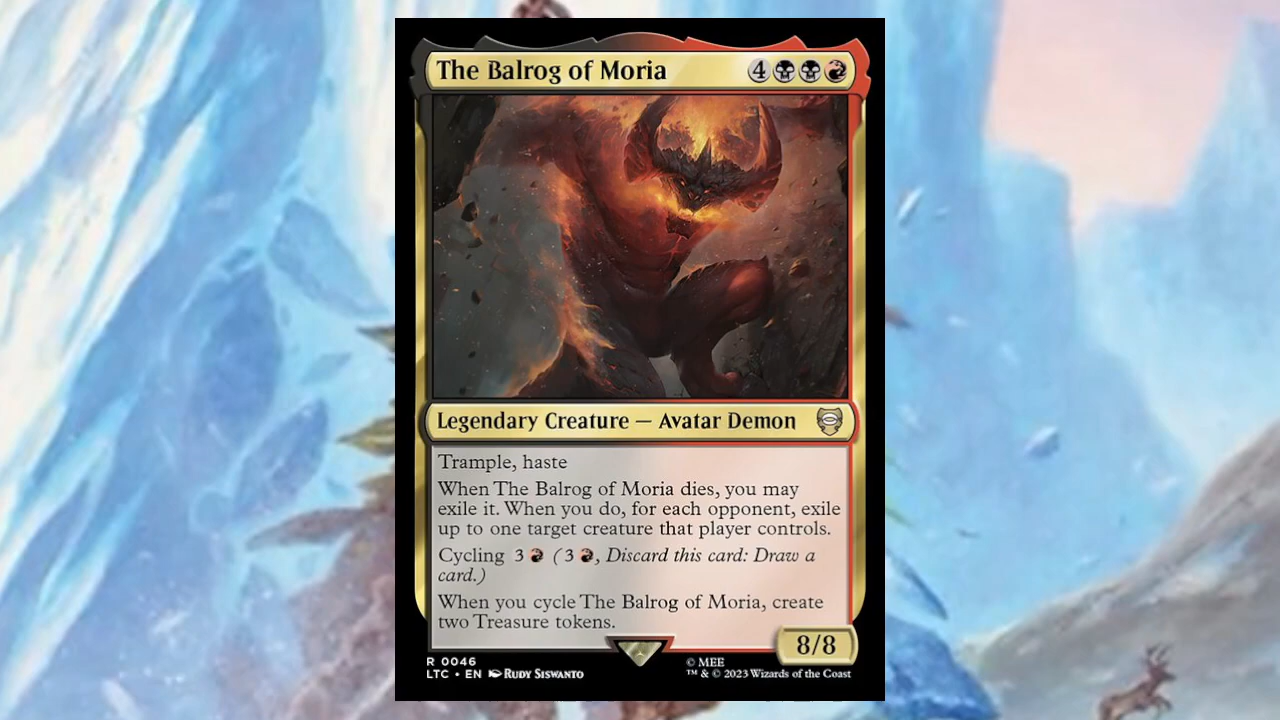 The Balrog of Moria 4
Legendary Creature — Avatar Demon
Trample, haste
When The Balrog of Moria dies, you may
exile it. When you do, for each opponent, exile
up to one target creature that player controls.
Cycling 3 (3, Discard this card: Draw a
card.)
When you cycle The Balrog of Moria, create
two Treasure tokens.
8/8
R 0046
LTC • EN RUDY SISWANTO
© MEE
™ & © 2023 Wizards of the Coast